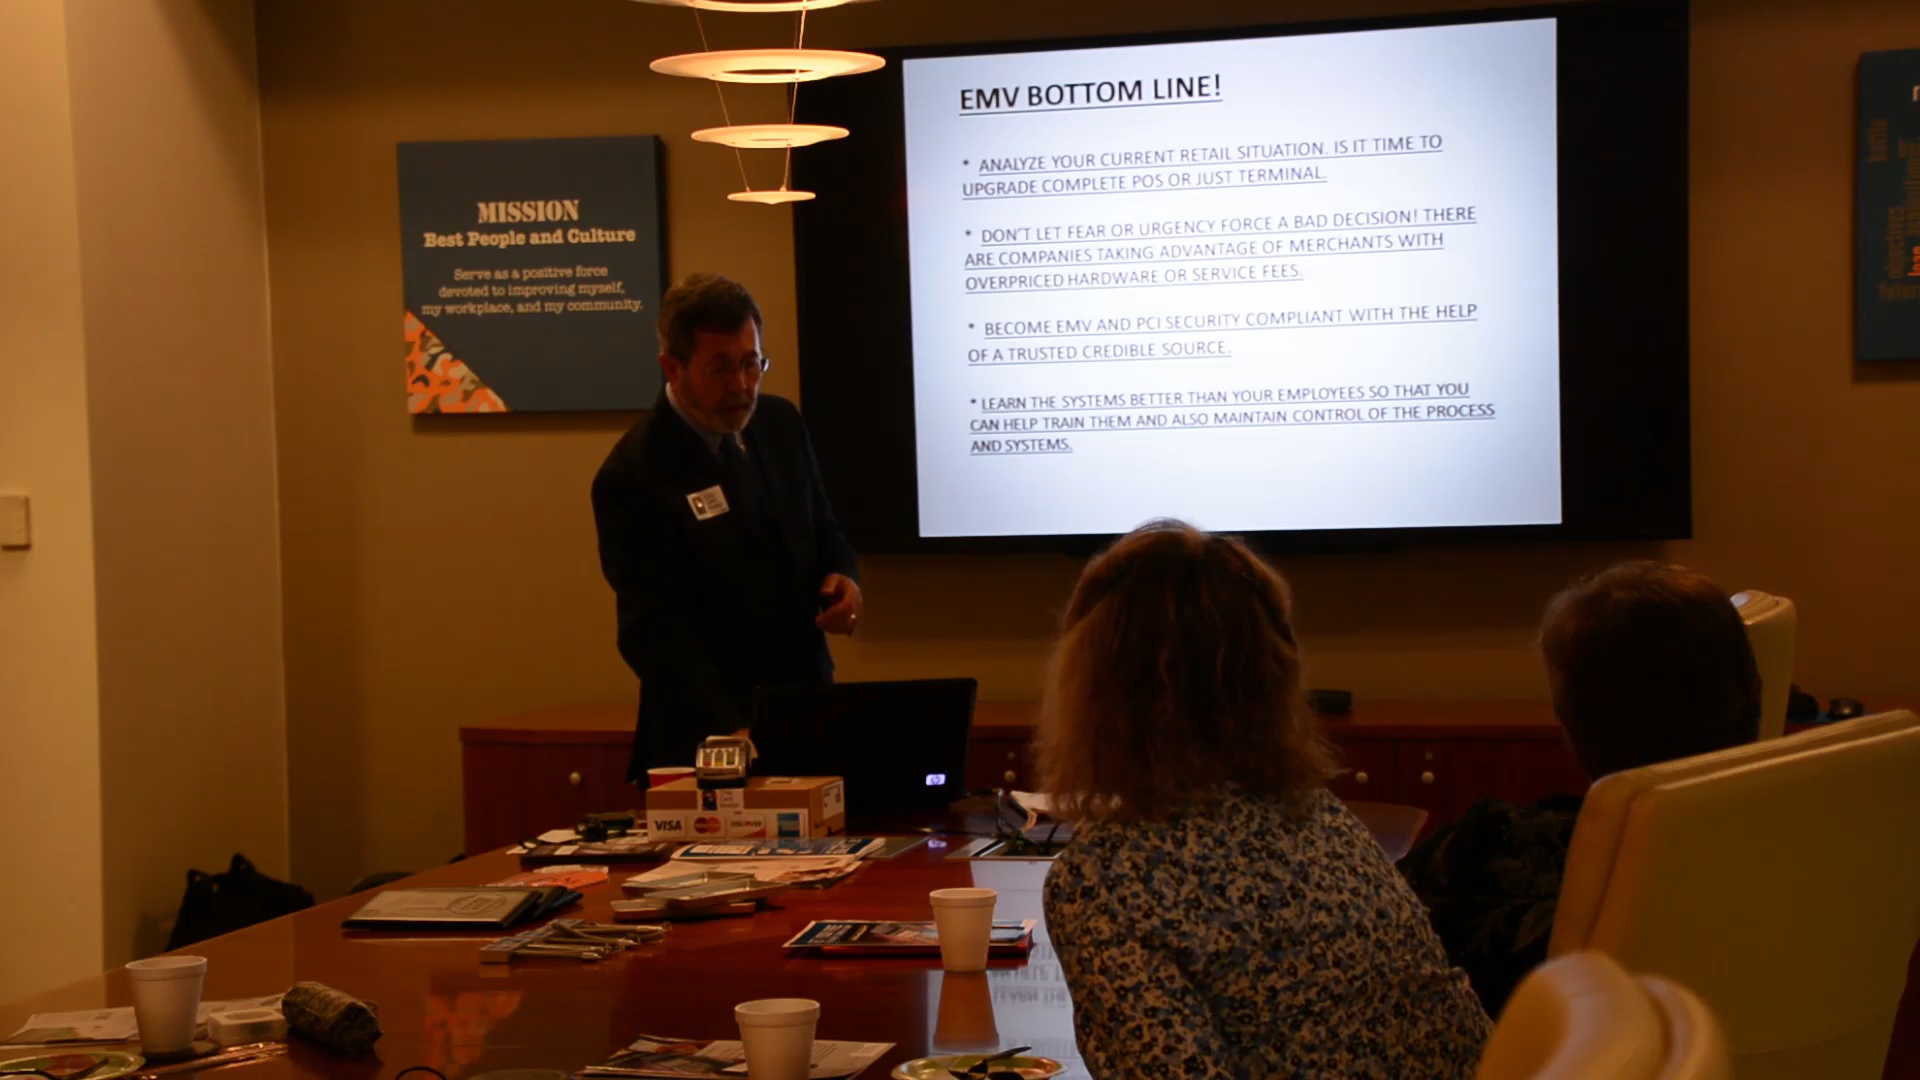 MISSION
Best People and Culture
Serve as a positive force
devoted to improving myself,
my workplace, and my community.
EMV BOTTOM LINE!
* ANALYZE YOUR CURRENT RETAIL SITUATION. IS IT TIME TO
UPGRADE COMPLETE POS OR JUST TERMINAL.
* DON'T LET FEAR OR URGENCY FORCE A BAD DECISION! THERE
ARE COMPANIES TAKING ADVANTAGE OF MERCHANTS WITH
OVERPRICED HARDWARE OR SERVICE FEES.
* BECOME EMV AND PCI SECURITY COMPLIANT WITH THE HELP
OF A TRUSTED CREDIBLE SOURCE.
* LEARN THE SYSTEMS BETTER THAN YOUR EMPLOYEES SO THAT YOU
CAN HELP TRAIN THEM AND ALSO MAINTAIN CONTROL OF THE PROCESS
AND SYSTEMS.
hp
VISA
MasterCard
DISCOVER